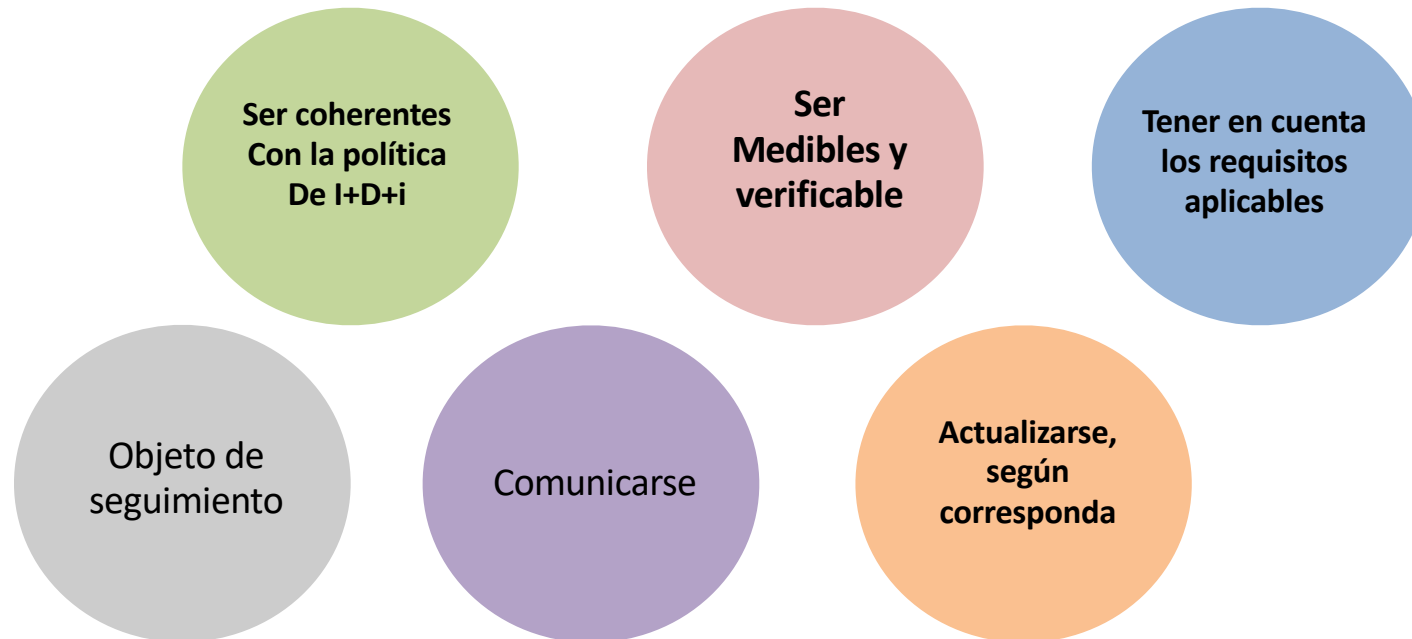 Ser coherentes
Con la política
De I+D+i
Ser
Medibles y
verificable
Tener en cuenta
los requisitos
aplicables
Objeto de
seguimiento
Comunicarse
Actualizarse,
según
corresponda